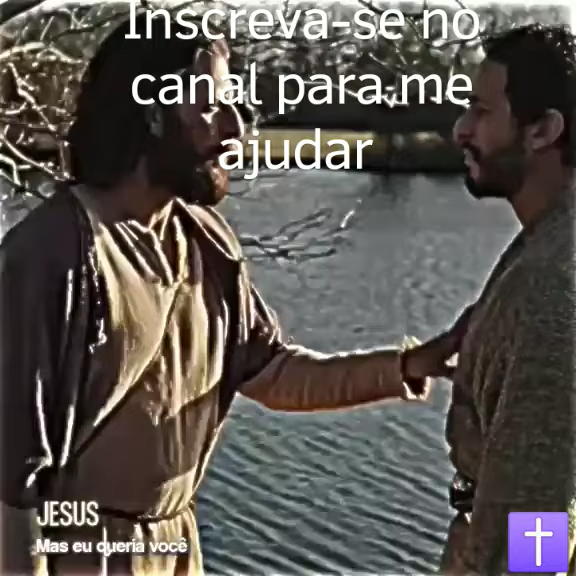 Inscreva-se no
canal para me
ajudar
JESUS
Mas eu queria você